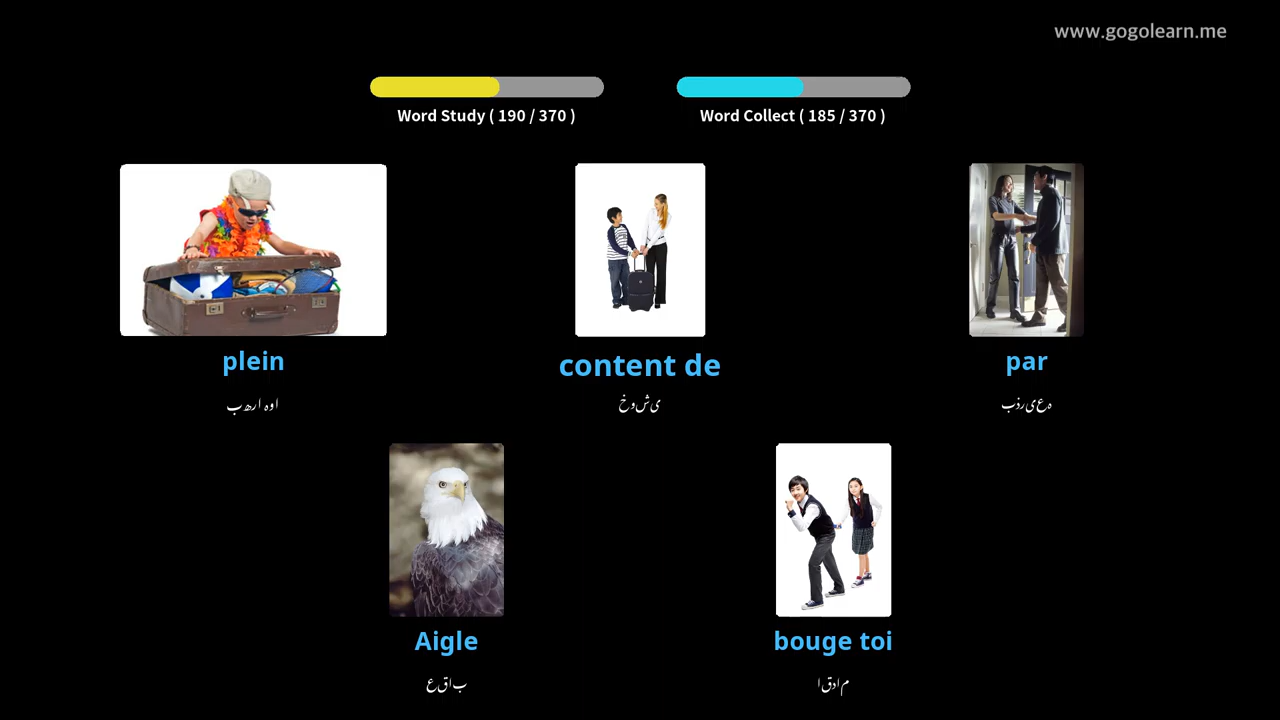 www.gogolearn.me
Word Study ( 190 / 370 )
Word Collect ( 185 / 370 )
plein
اوہ ارھب
content de
یشوخ
par
ہعیرذب
Aigle
باقع
bouge toi
مادقا